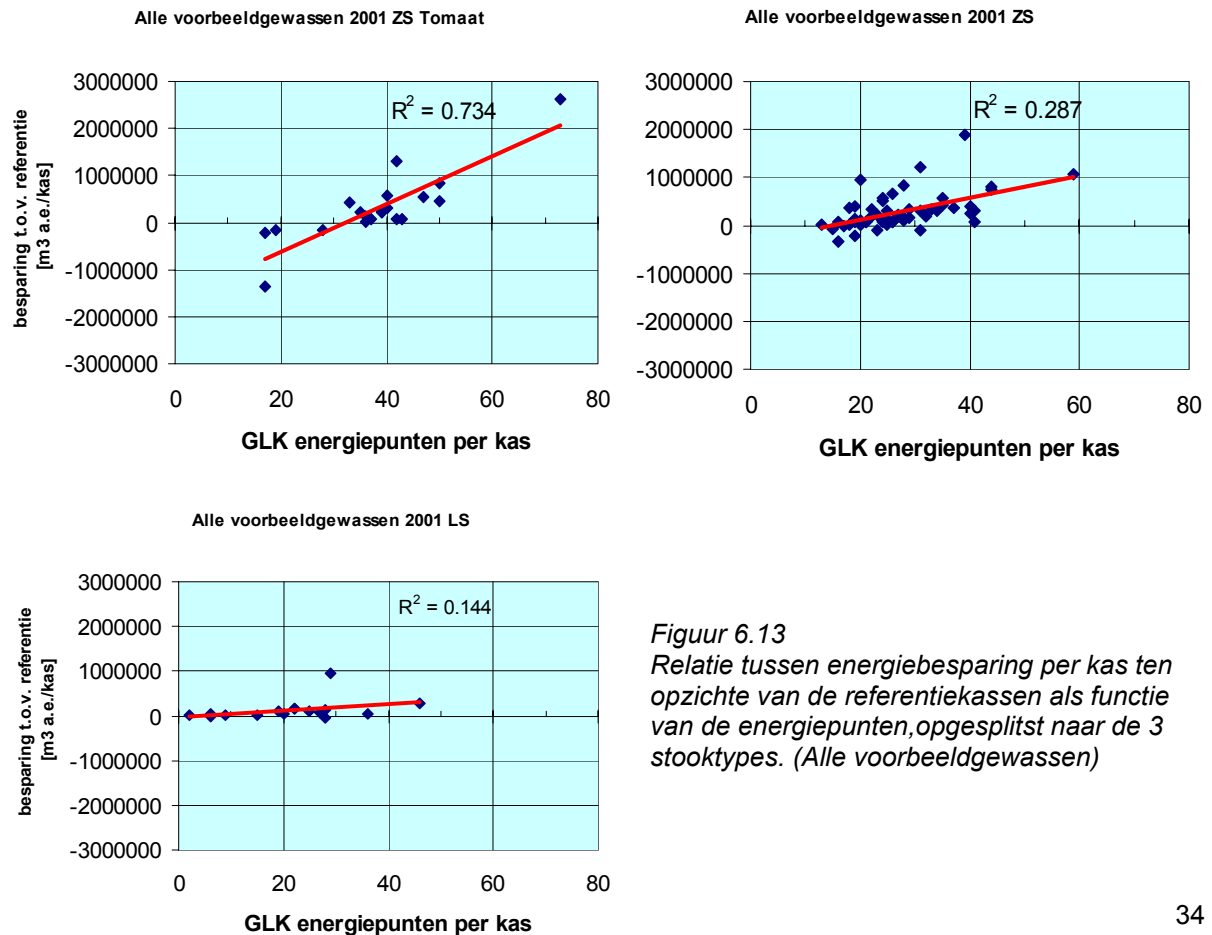 Alle voorbeeldgewassen 2001 ZS Tomaat
besparing t.o.v. referentie
[m3 a.e./kas]
3000000
2000000
1000000
0
-1000000
-2000000
-3000000
R² = 0.734
0 20 40 60 80
GLK energiepunten per kas
Alle voorbeeldgewassen 2001 ZS
3000000
2000000
1000000
0
-1000000
-2000000
-3000000
R² = 0.287
0 20 40 60 80
GLK energiepunten per kas
Alle voorbeeldgewassen 2001 LS
besparing t.o.v. referentie
[m3 a.e./kas]
3000000
2000000
1000000
0
-1000000
-2000000
-3000000
R² = 0.144
0 20 40 60 80
GLK energiepunten per kas
Figuur 6.13
Relatie tussen energiebesparing per kas ten
opzichte van de referentiekassen als functie
van de energiepunten,opgesplitst naar de 3
stooktypes. (Alle voorbeeldgewassen)
34